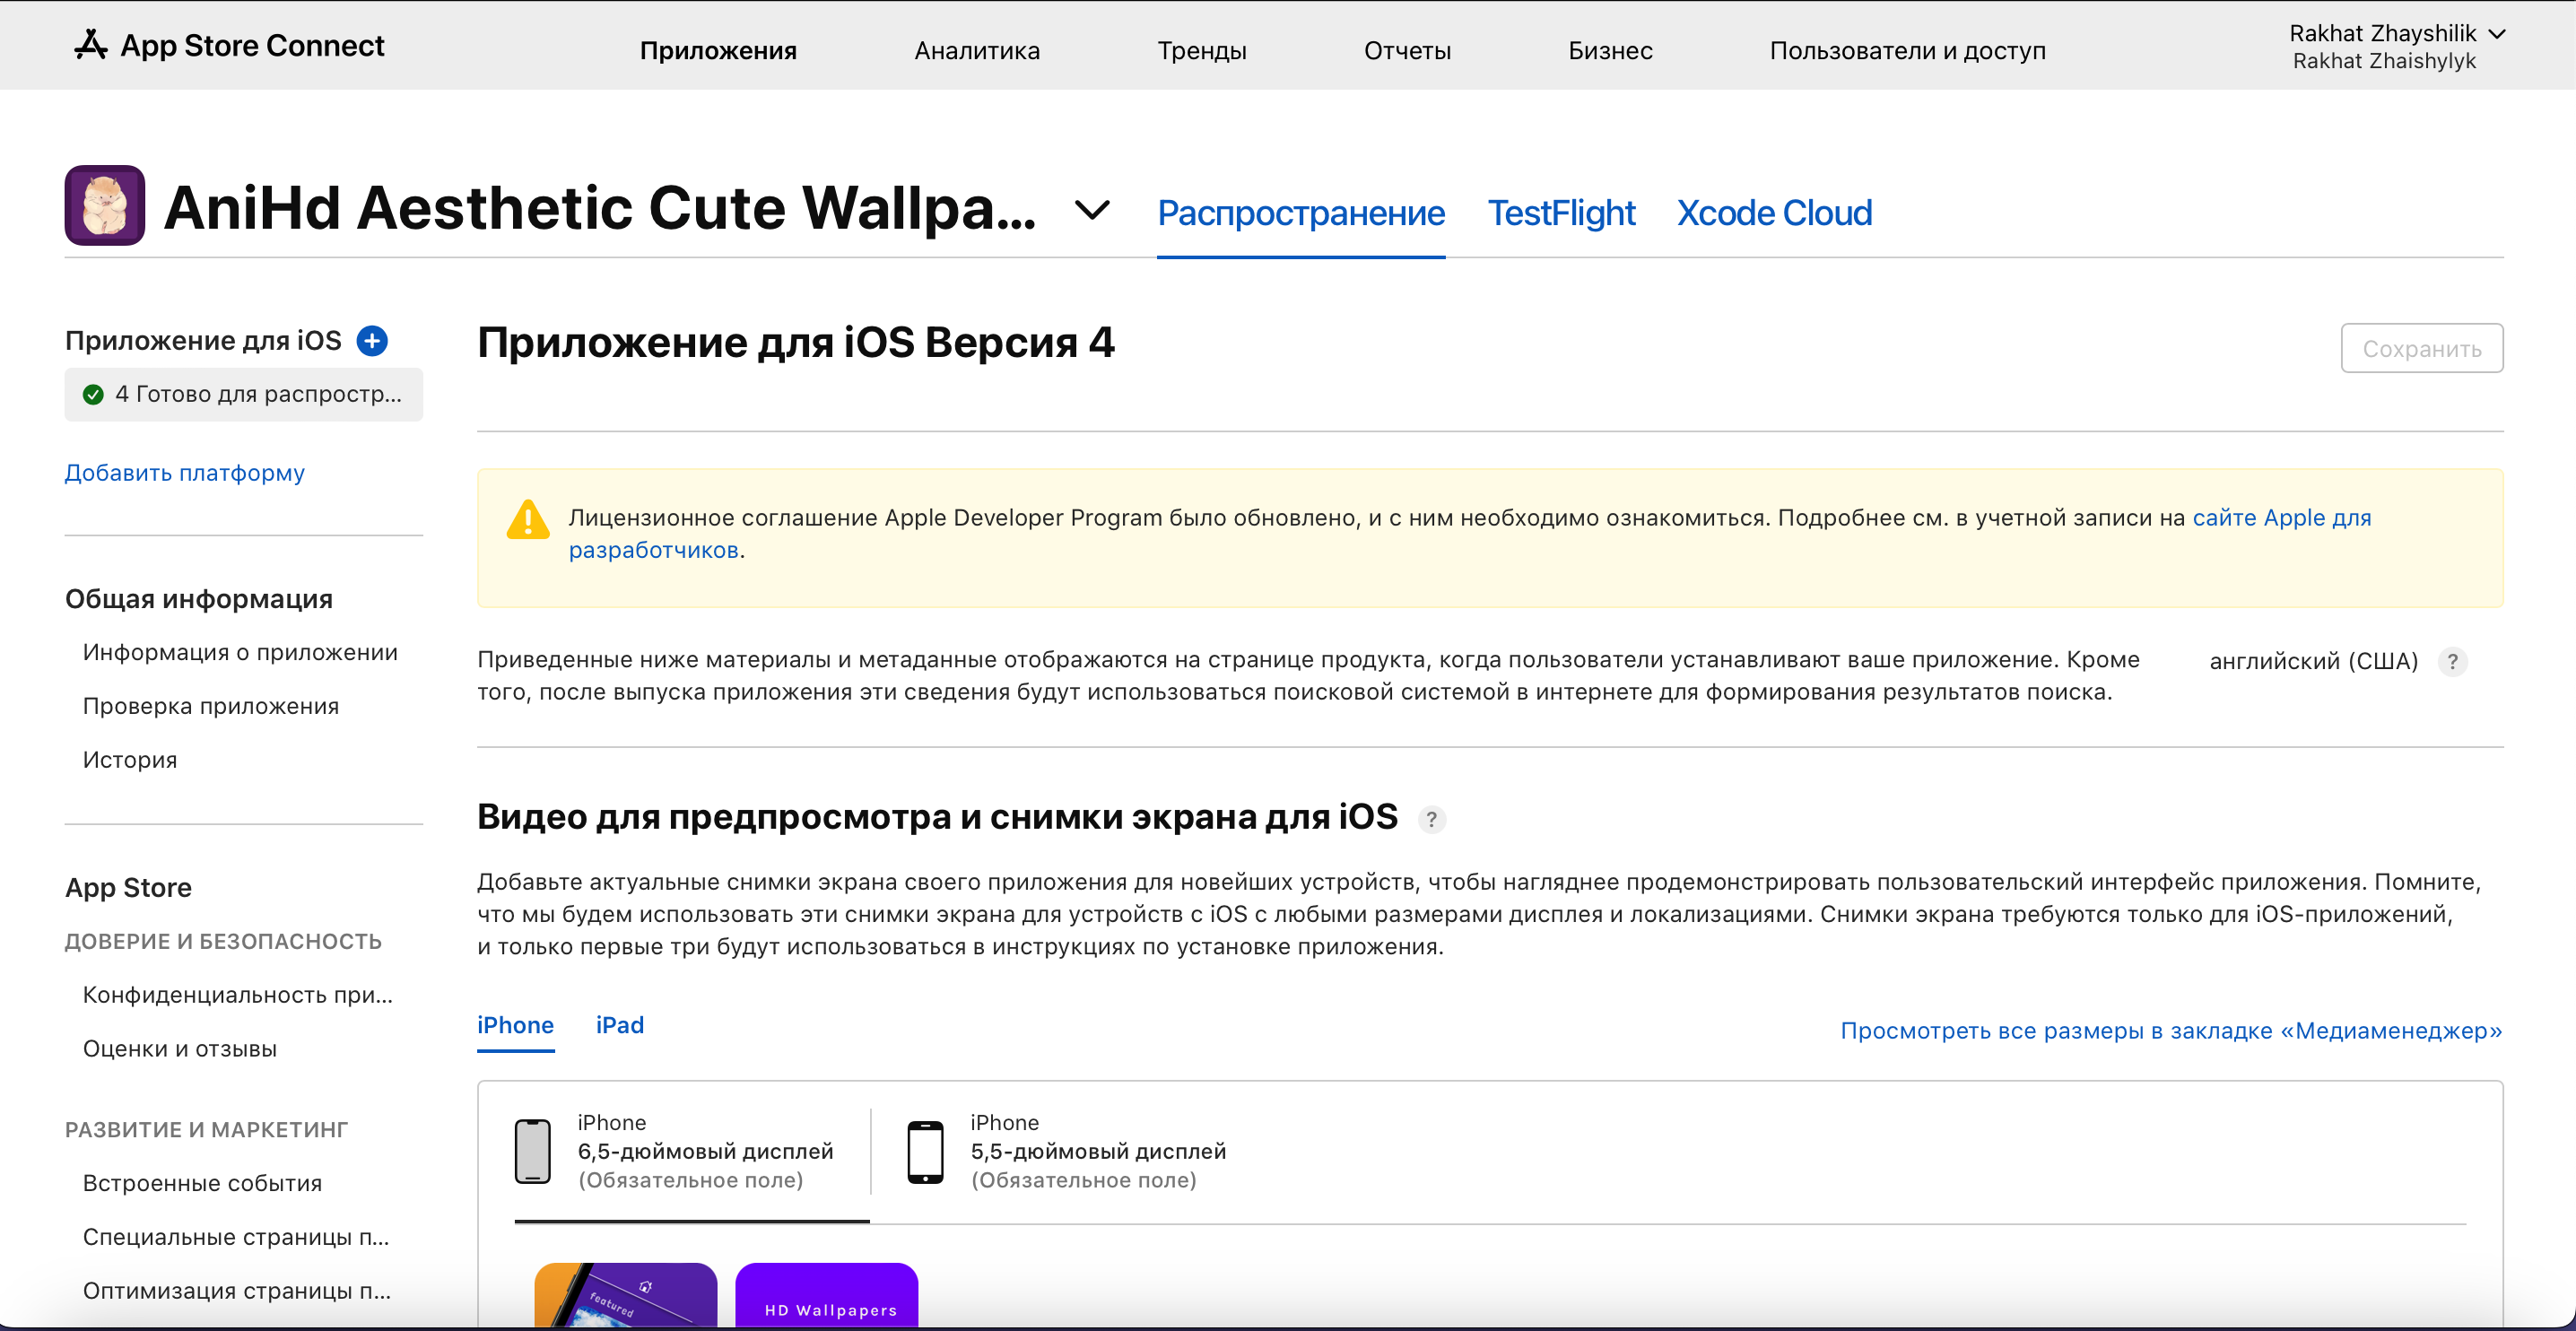 App Store Connect
Приложения
Аналитика
Тренды
Отчеты
Бизнес
Пользователи и доступ
Rakhat Zhayshilik
Rakhat Zhaishylyk
AniHd Aesthetic Cute Wallpa...
Распространение
TestFlight
Xcode Cloud
Приложение для iOS
4 Готово для распростр...
Добавить платформу
Общая информация
Информация о приложении
Проверка приложения
История
App Store
ДОВЕРИЕ И БЕЗОПАСНОСТЬ
Конфиденциальность при...
Оценки и отзывы
РАЗВИТИЕ И МАРКЕТИНГ
Встроенные события
Специальные страницы п...
Оптимизация страницы п...
Приложение для iOS Версия 4
Сохранить
Лицензионное соглашение Apple Developer Program было обновлено, и с ним необходимо ознакомиться. Подробнее см. в учетной записи на сайте Apple для
разработчиков.
Приведенные ниже материалы и метаданные отображаются на странице продукта, когда пользователи устанавливают ваше приложение. Кроме
того, после выпуска приложения эти сведения будут использоваться поисковой системой в интернете для формирования результатов поиска.
английский (США) ?
Видео для предпросмотра и снимки экрана для iOS ?
Добавьте актуальные снимки экрана своего приложения для новейших устройств, чтобы нагляднее продемонстрировать пользовательский интерфейс приложения. Помните,
что мы будем использовать эти снимки экрана для устройств с iOS с любыми размерами дисплея и локализациями. Снимки экрана требуются только для iOS-приложений,
и только первые три будут использоваться в инструкциях по установке приложения.
iPhone
iPad
Просмотреть все размеры в закладке «Медиаменеджер»
iPhone
6,5-дюймовый дисплей
(Обязательное поле)
iPhone
5,5-дюймовый дисплей
(Обязательное поле)
featured
HD Wallpapers